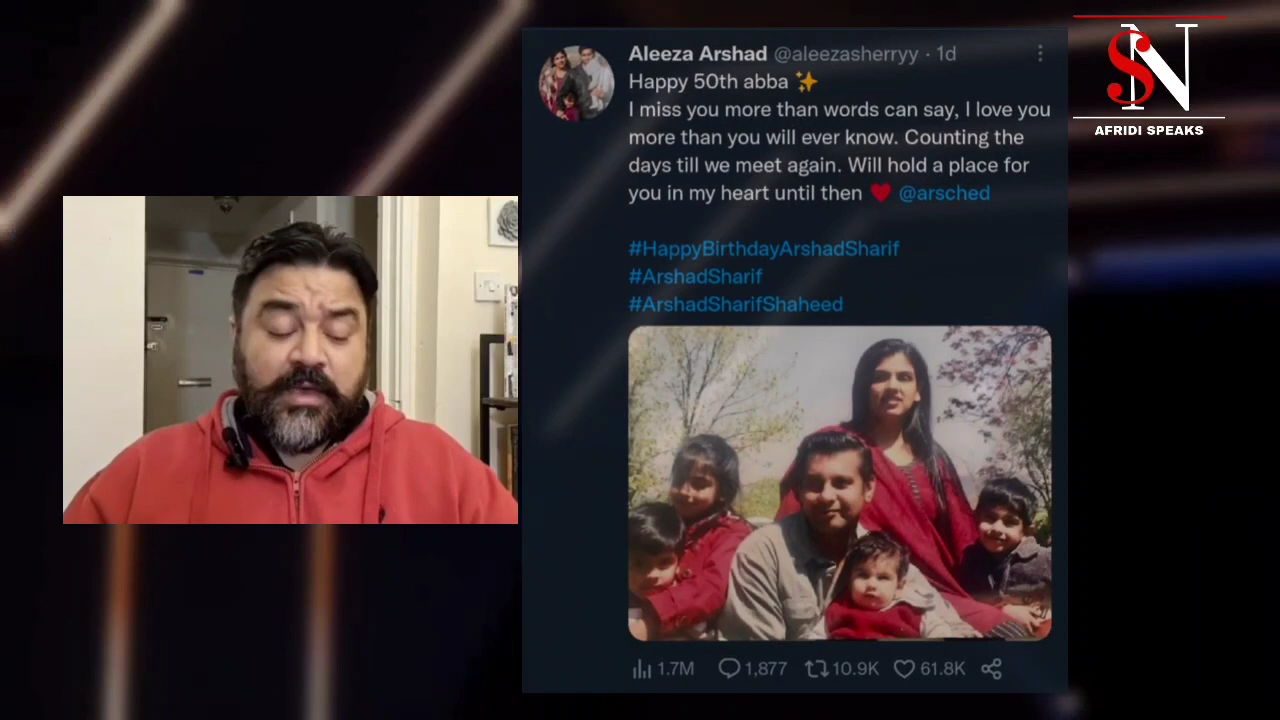 Aleeza Arshad @aleezasherryy · 1d
Happy 50th abba ✨
I miss you more than words can say, I love you
more than you will ever know. Counting the
days till we meet again. Will hold a place for
you in my heart until then ❤️ @arsched
#HappyBirthdayArshadSharif
#ArshadSharif
#ArshadSharifShaheed
1.7M 1,877 10.9K 61.8K
SN
AFRIDI SPEAKS